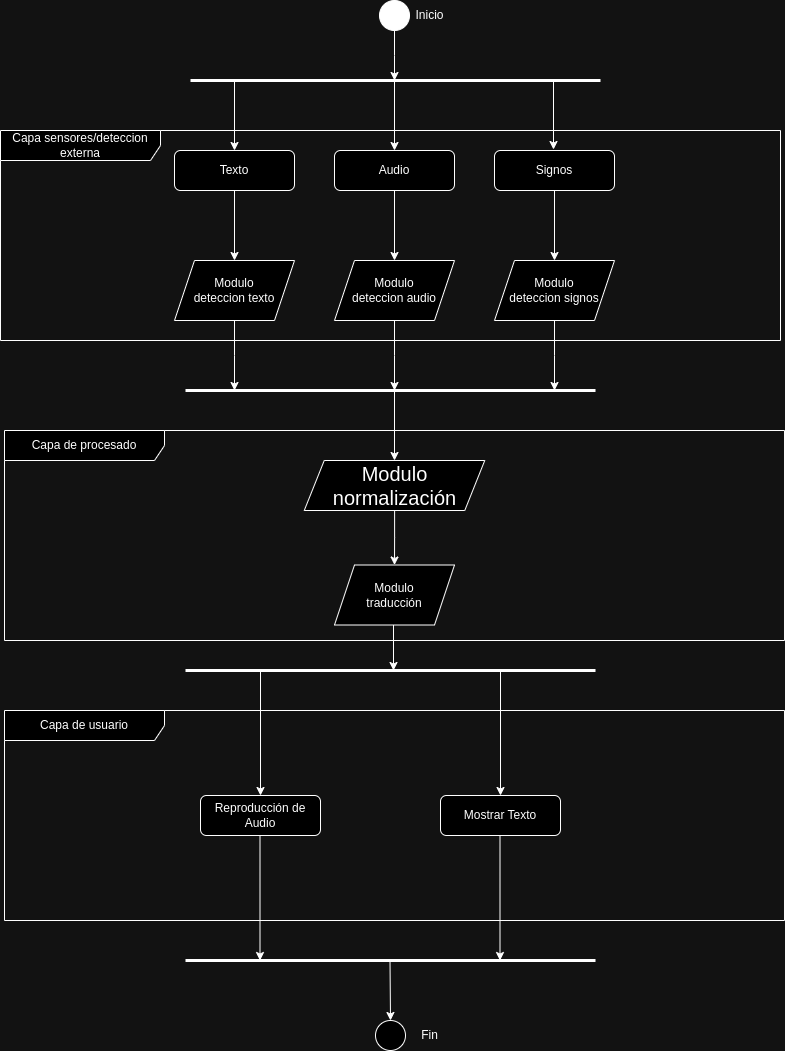 Inicio
Capa sensores/deteccion
externa
Texto
Audio
Signos
Modulo
deteccion texto
Modulo
deteccion audio
Modulo
deteccion signos
Capa de procesado
Modulo
normalización
Modulo
traducción
Capa de usuario
Reproducción de
Audio
Mostrar Texto
Fin